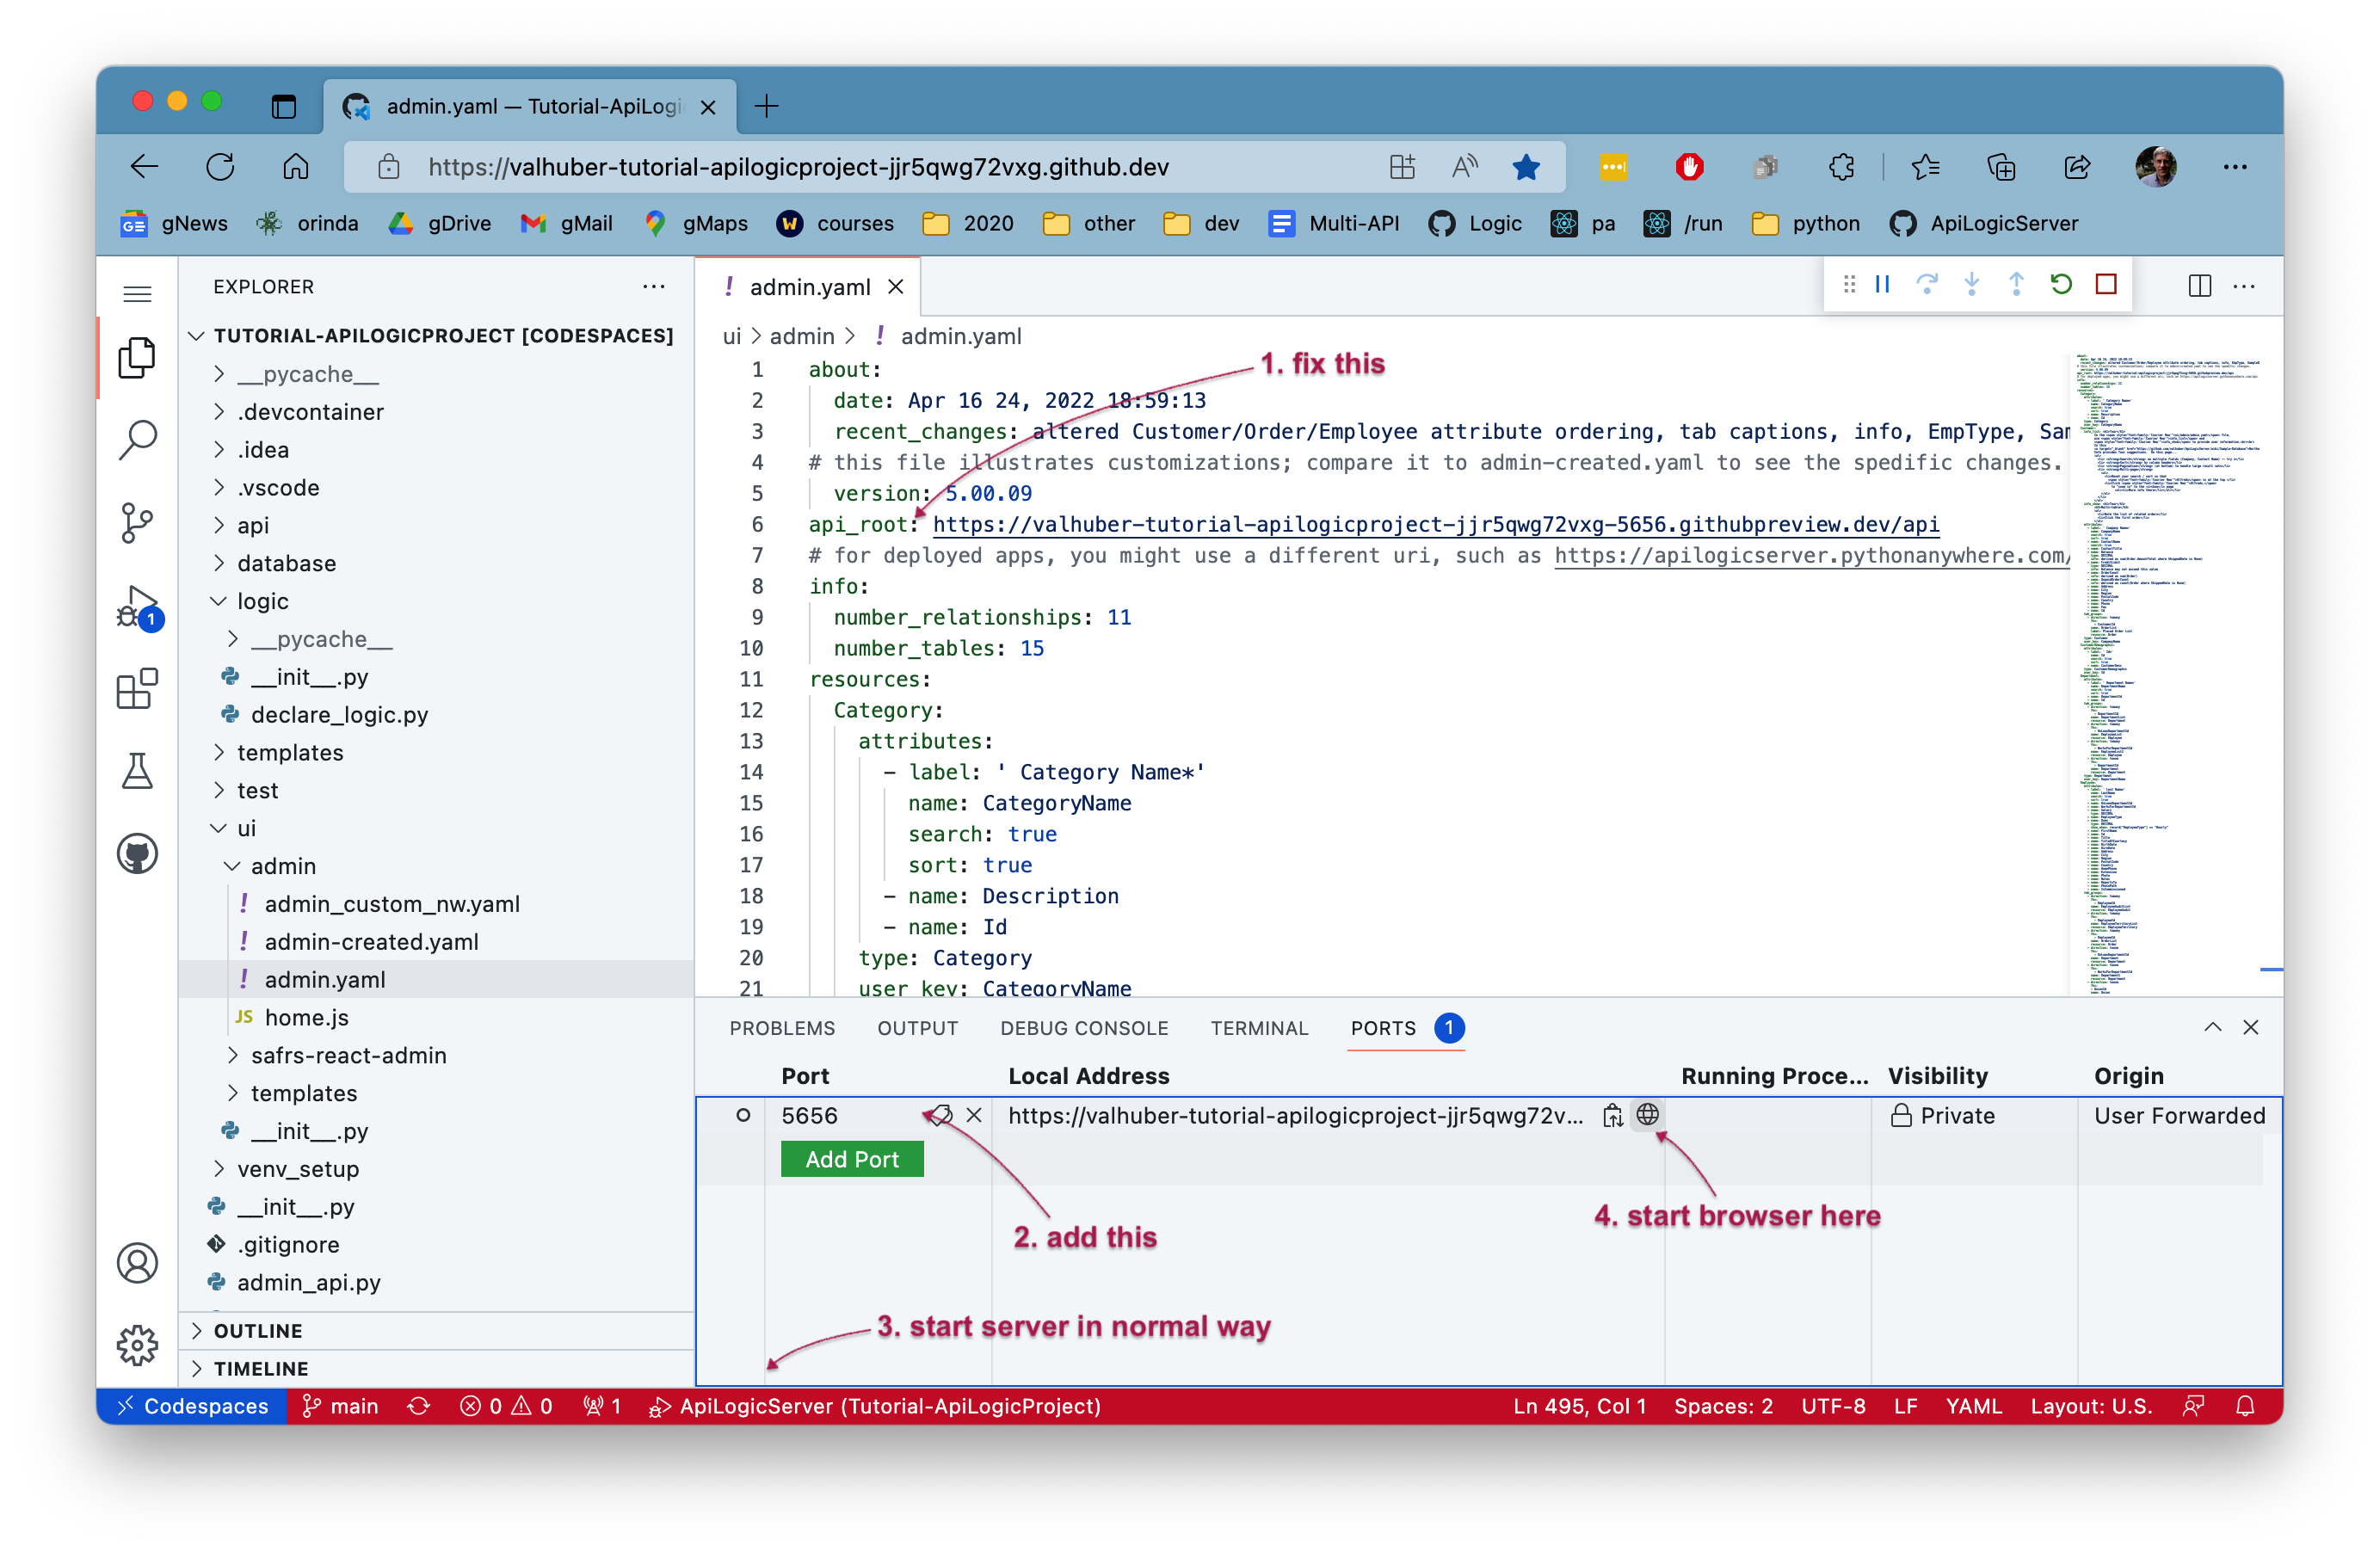 admin.yaml — Tutorial-ApiLogi
https://valhuber-tutorial-apilogicproject-jjr5qwg72vxg.github.dev
gNews orinda gDrive gMail gMaps courses 2020 other dev Multi-API Logic pa /run python ApiLogicServer
EXPLORER
TUTORIAL-APILOGICPROJECT [CODESPACES]
__pycache__
.devcontainer
.idea
.vscode
api
database
logic
__pycache__
__init__.py
declare_logic.py
templates
test
ui
admin
! admin_custom_nw.yaml
! admin-created.yaml
! admin.yaml
JS home.js
safrs-react-admin
templates
__init__.py
venv_setup
__init__.py
.gitignore
admin_api.py
OUTLINE
TIMELINE
1
! admin.yaml
ui > admin > ! admin.yaml
1. fix this
1 about:
2 date: Apr 16 24, 2022 18:59:13
3 recent_changes: altered Customer/Order/Employee attribute ordering, tab captions, info, EmpType, Sam
4 # this file illustrates customizations; compare it to admin-created.yaml to see the spedific changes.
5 version: 5.00.09
6 api_root: https://valhuber-tutorial-apilogicproject-jjr5qwg72vxg-5656.githubpreview.dev/api
7 # for deployed apps, you might use a different uri, such as https://apilogicserver.pythonanywhere.com/
8 info:
9 number_relationships: 11
10 number_tables: 15
11 resources:
12 Category:
13 attributes:
14 - label: ' Category Name*'
15 name: CategoryName
16 search: true
17 sort: true
18 - name: Description
19 - name: Id
20 type: Category
21 user_key: CategoryName
PROBLEMS OUTPUT DEBUG CONSOLE TERMINAL PORTS 1
Port Local Address Running Proce... Visibility Origin
5656 https://valhuber-tutorial-apilogicproject-jjr5qwg72v... Private User Forwarded
Add Port
2. add this
4. start browser here
3. start server in normal way
Codespaces main 0 0 1 ApiLogicServer (Tutorial-ApiLogicProject) Ln 495, Col 1 Spaces: 2 UTF-8 LF YAML Layout: U.S.